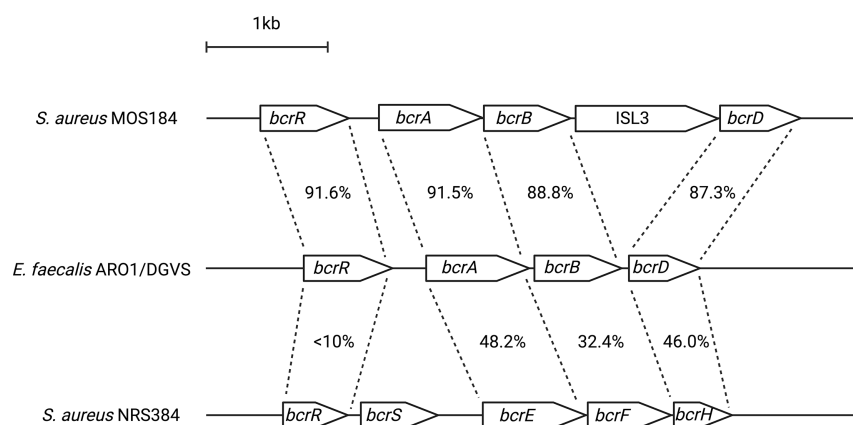 1kb
S. aureus MOS184 bcrR bcrA bcrB ISL3 bcrD
91.6% 91.5% 88.8% 87.3%
E. faecalis ARO1/DGVS bcrR bcrA bcrB bcrD
<10% 48.2% 32.4% 46.0%
S. aureus NRS384 bcrR bcrS bcrE bcrF bcrH